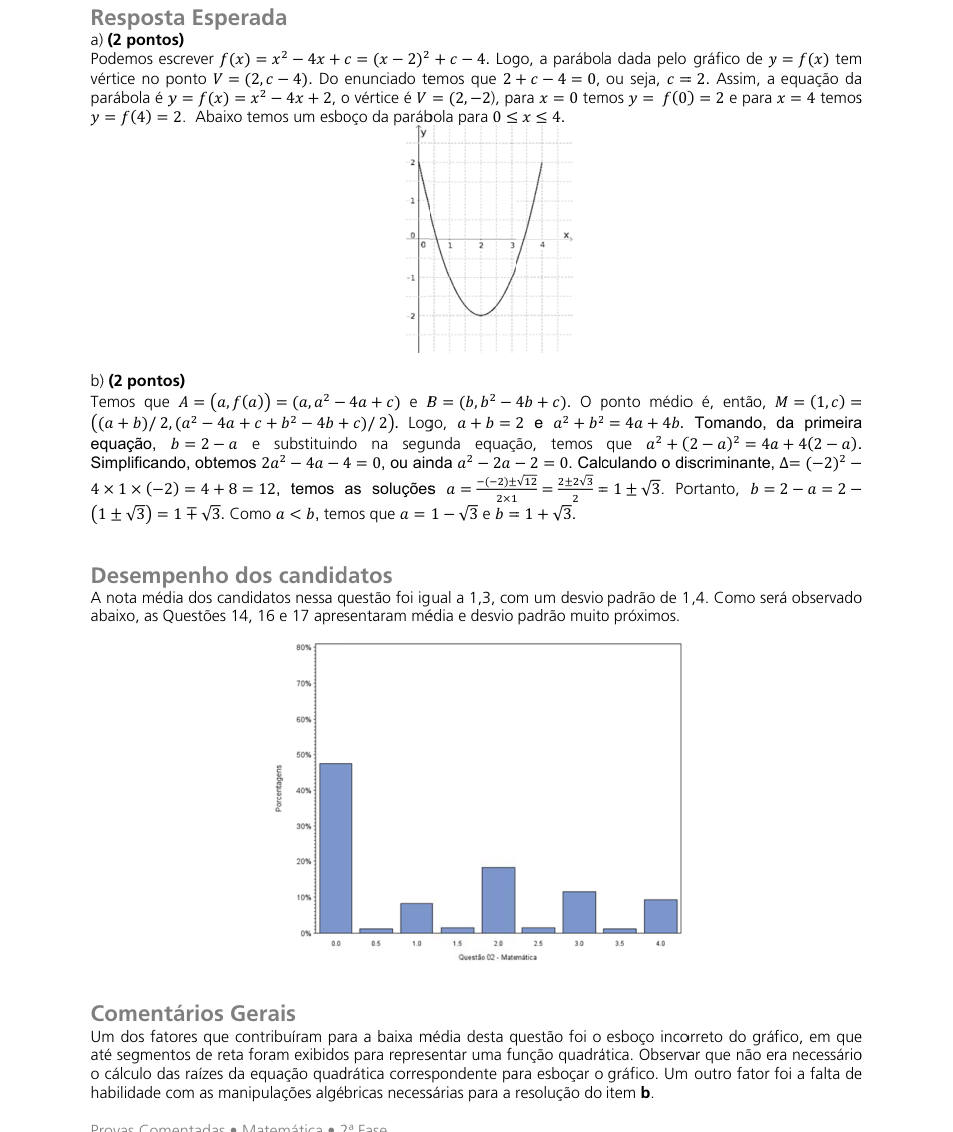 Resposta Esperada
a) (2 pontos)
Podemos escrever f(x) = x² − 4x + c = (x − 2)² + c − 4. Logo, a parábola dada pelo gráfico de y = f(x) tem
vértice no ponto V = (2, c − 4). Do enunciado temos que 2 + c − 4 = 0, ou seja, c = 2. Assim, a equação da
parábola é y = f(x) = x² − 4x + 2, o vértice é V = (2, −2), para x = 0 temos y = f(0) = 2 e para x = 4 temos
y = f(4) = 2. Abaixo temos um esboço da parábola para 0 ≤ x ≤ 4.
y
2
1
0
x
0 1 2 3 4
-1
-2
b) (2 pontos)
Temos que A = (a, f(a)) = (a, a² − 4a + c) e B = (b, b² − 4b + c). O ponto médio é, então, M = (1, c) =
((a + b)/ 2, (a² − 4a + c + b² − 4b + c)/ 2). Logo, a + b = 2 e a² + b² = 4a + 4b. Tomando, da primeira
equação, b = 2 − a e substituindo na segunda equação, temos que a² + (2 − a)² = 4a + 4(2 − a).
Simplificando, obtemos 2a² − 4a − 4 = 0, ou ainda a² − 2a − 2 = 0. Calculando o discriminante, Δ= (−2)² −
4 × 1 × (−2) = 4 + 8 = 12, temos as soluções a = −(−2)±√12 / 2×1 = 2±2√3 / 2 = 1 ± √3. Portanto, b = 2 − a = 2 −
(1 ± √3) = 1 ∓ √3. Como a < b, temos que a = 1 − √3 e b = 1 + √3.
Desempenho dos candidatos
A nota média dos candidatos nessa questão foi igual a 1,3, com um desvio padrão de 1,4. Como será observado
abaixo, as Questões 14, 16 e 17 apresentaram média e desvio padrão muito próximos.
80%
70%
60%
50%
Porcentagens
40%
30%
20%
10%
0%
0.0 0.5 1.0 1.5 2.0 2.5 3.0 3.5 4.0
Questão 02 - Matemática
Comentários Gerais
Um dos fatores que contribuíram para a baixa média desta questão foi o esboço incorreto do gráfico, em que
até segmentos de reta foram exibidos para representar uma função quadrática. Observar que não era necessário
o cálculo das raízes da equação quadrática correspondente para esboçar o gráfico. Um outro fator foi a falta de
habilidade com as manipulações algébricas necessárias para a resolução do item b.
Provas Comentadas • Matemática • 2ª Fase